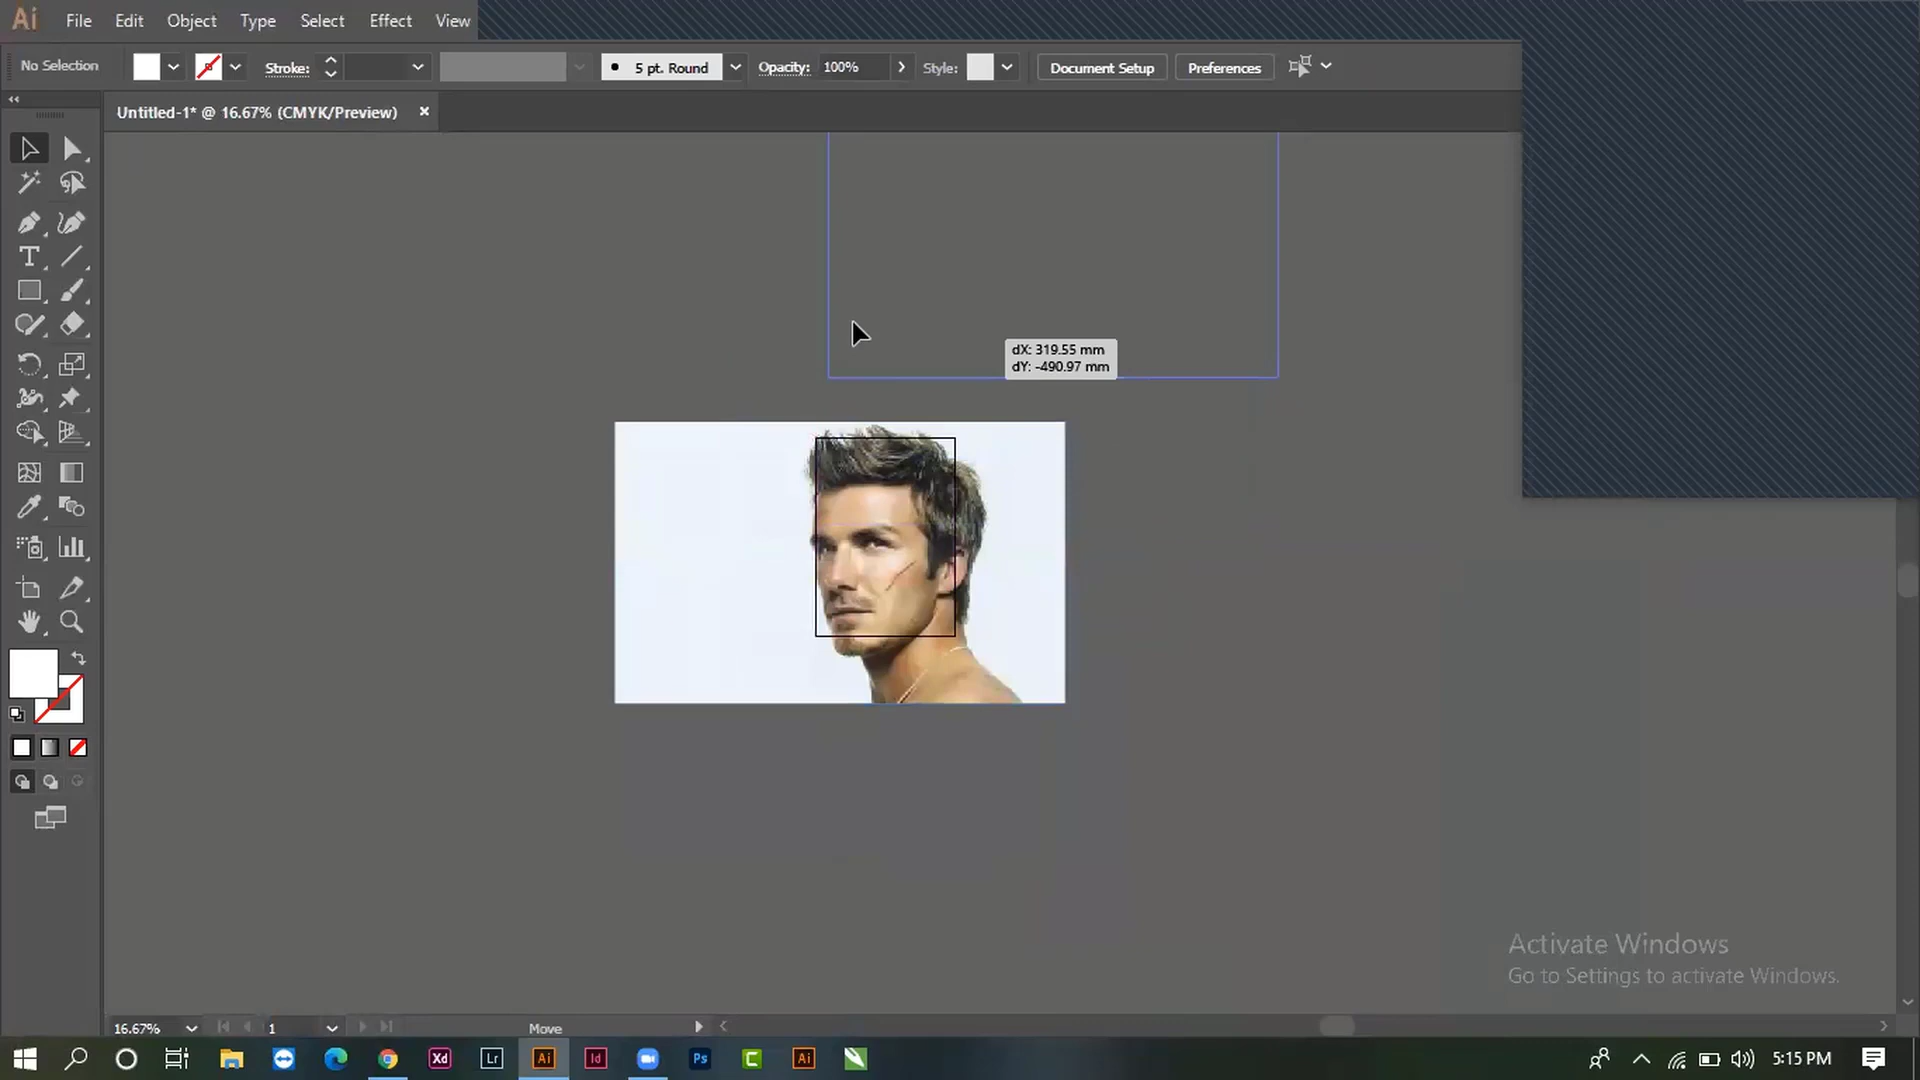 Ai File Edit Object Type Select Effect View
No Selection Stroke: 5 pt. Round Opacity: 100% Style: Document Setup Preferences
Untitled-1* @ 16.67% (CMYK/Preview)
T
dX: 319.55 mm
dY: -490.97 mm
Activate Windows
Go to Settings to activate Windows.
16.67% 1 Move
Xd Lr Ai Id Ps C Ai 5:15 PM